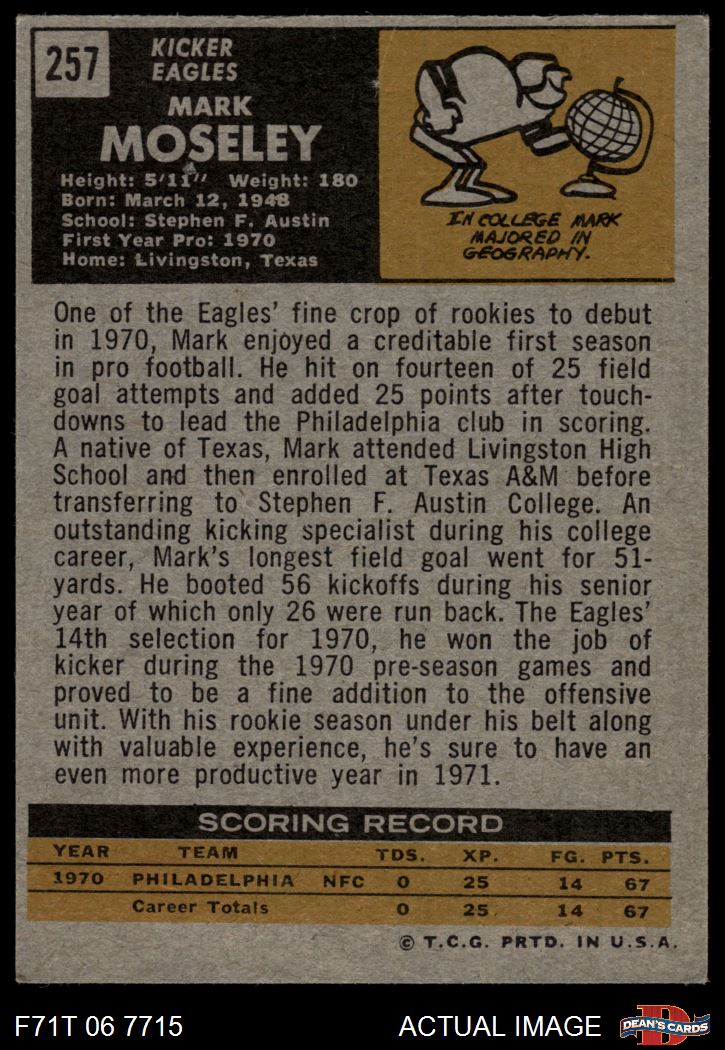 257
KICKER
EAGLES
MARK
MOSELEY
Height: 5'11" Weight: 180
Born: March 12, 1948
School: Stephen F. Austin
First Year Pro: 1970
Home: Livingston, Texas
IN COLLEGE MARK
MAJORED IN
GEOGRAPHY.
One of the Eagles' fine crop of rookies to debut
in 1970, Mark enjoyed a creditable first season
in pro football. He hit on fourteen of 25 field
goal attempts and added 25 points after touch-
downs to lead the Philadelphia club in scoring.
A native of Texas, Mark attended Livingston High
School and then enrolled at Texas A&M before
transferring to Stephen F. Austin College. An
outstanding kicking specialist during his college
career, Mark's longest field goal went for 51-
yards. He booted 56 kickoffs during his senior
year of which only 26 were run back. The Eagles'
14th selection for 1970, he won the job of
kicker during the 1970 pre-season games and
proved to be a fine addition to the offensive
unit. With his rookie season under his belt along
with valuable experience, he's sure to have an
even more productive year in 1971.
SCORING RECORD
YEAR TEAM TDS. XP. FG. PTS.
1970 PHILADELPHIA NFC 0 25 14 67
Career Totals 0 25 14 67
© T.C.G. PRTD. IN U.S.A.
F71T 06 7715 ACTUAL IMAGE DEAN'S CARDS